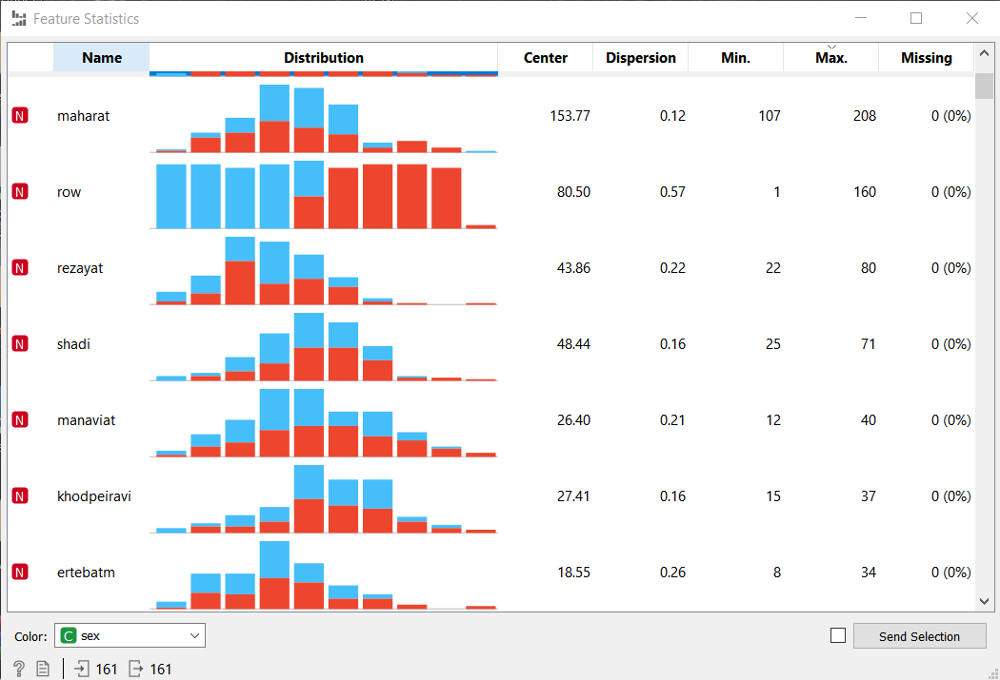 Feature Statistics
Name Distribution Center Dispersion Min. Max. Missing
N maharat 153.77 0.12 107 208 0 (0%)
N row 80.50 0.57 1 160 0 (0%)
N rezayat 43.86 0.22 22 80 0 (0%)
N shadi 48.44 0.16 25 71 0 (0%)
N manaviat 26.40 0.21 12 40 0 (0%)
N khodpeiravi 27.41 0.16 15 37 0 (0%)
N ertebatm 18.55 0.26 8 34 0 (0%)
Color: C sex Send Selection
? 161 161